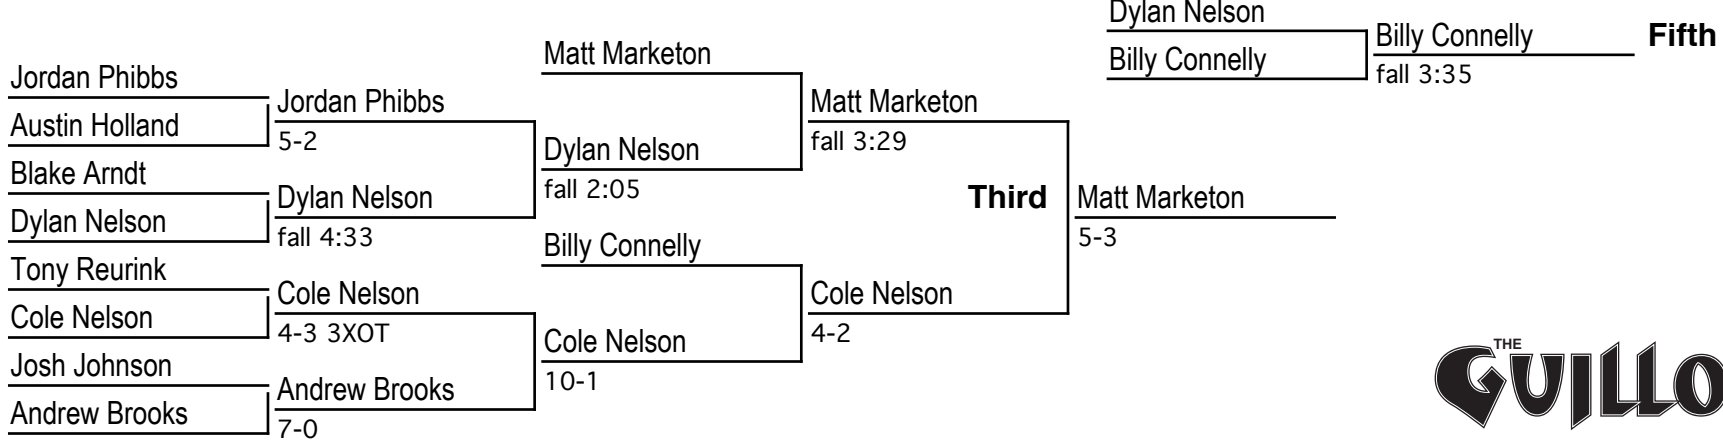 Jordan Phibbs
Austin Holland
Blake Arndt
Dylan Nelson
Tony Reurink
Cole Nelson
Josh Johnson
Andrew Brooks
Jordan Phibbs
5-2
Dylan Nelson
fall 4:33
Cole Nelson
4-3 3XOT
Andrew Brooks
7-0
Matt Marketon
Dylan Nelson
fall 2:05
Billy Connelly
Cole Nelson
10-1
Matt Marketon
fall 3:29
Cole Nelson
4-2
Third
Matt Marketon
5-3
Dylan Nelson
Billy Connelly
Billy Connelly
fall 3:35
Fifth
THE
GUILLO